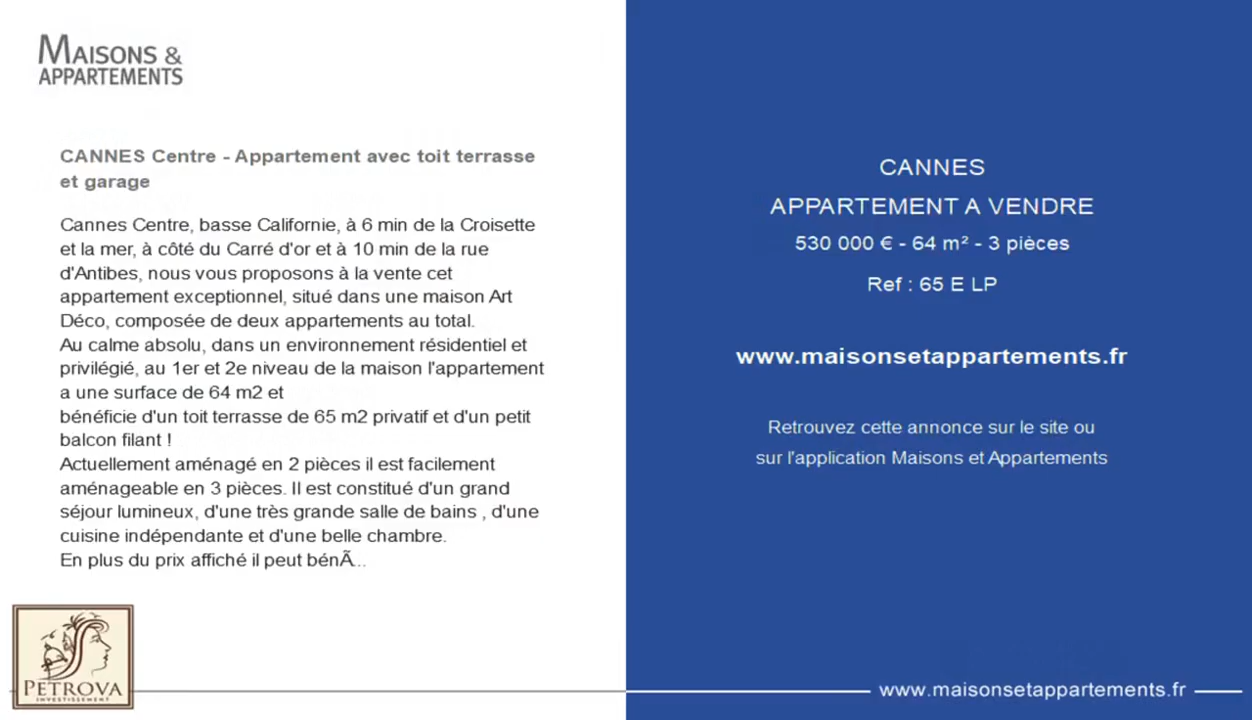 MAISONS &
APPARTEMENTS
CANNES Centre - Appartement avec toit terrasse
et garage
Cannes Centre, basse Californie, à 6 min de la Croisette
et la mer, à côté du Carré d'or et à 10 min de la rue
d'Antibes, nous vous proposons à la vente cet
appartement exceptionnel, situé dans une maison Art
Déco, composée de deux appartements au total.
Au calme absolu, dans un environnement résidentiel et
privilégié, au 1er et 2e niveau de la maison l'appartement
a une surface de 64 m2 et
bénéficie d'un toit terrasse de 65 m2 privatif et d'un petit
balcon filant !
Actuellement aménagé en 2 pièces il est facilement
aménageable en 3 pièces. Il est constitué d'un grand
séjour lumineux, d'une très grande salle de bains , d'une
cuisine indépendante et d'une belle chambre.
En plus du prix affiché il peut bénÃ...
PETROVA
INVESTISSEMENT
CANNES
APPARTEMENT A VENDRE
530 000 € - 64 m² - 3 pièces
Ref : 65 E LP
www.maisonsetappartements.fr
Retrouvez cette annonce sur le site ou
sur l'application Maisons et Appartements
www.maisonsetappartements.fr